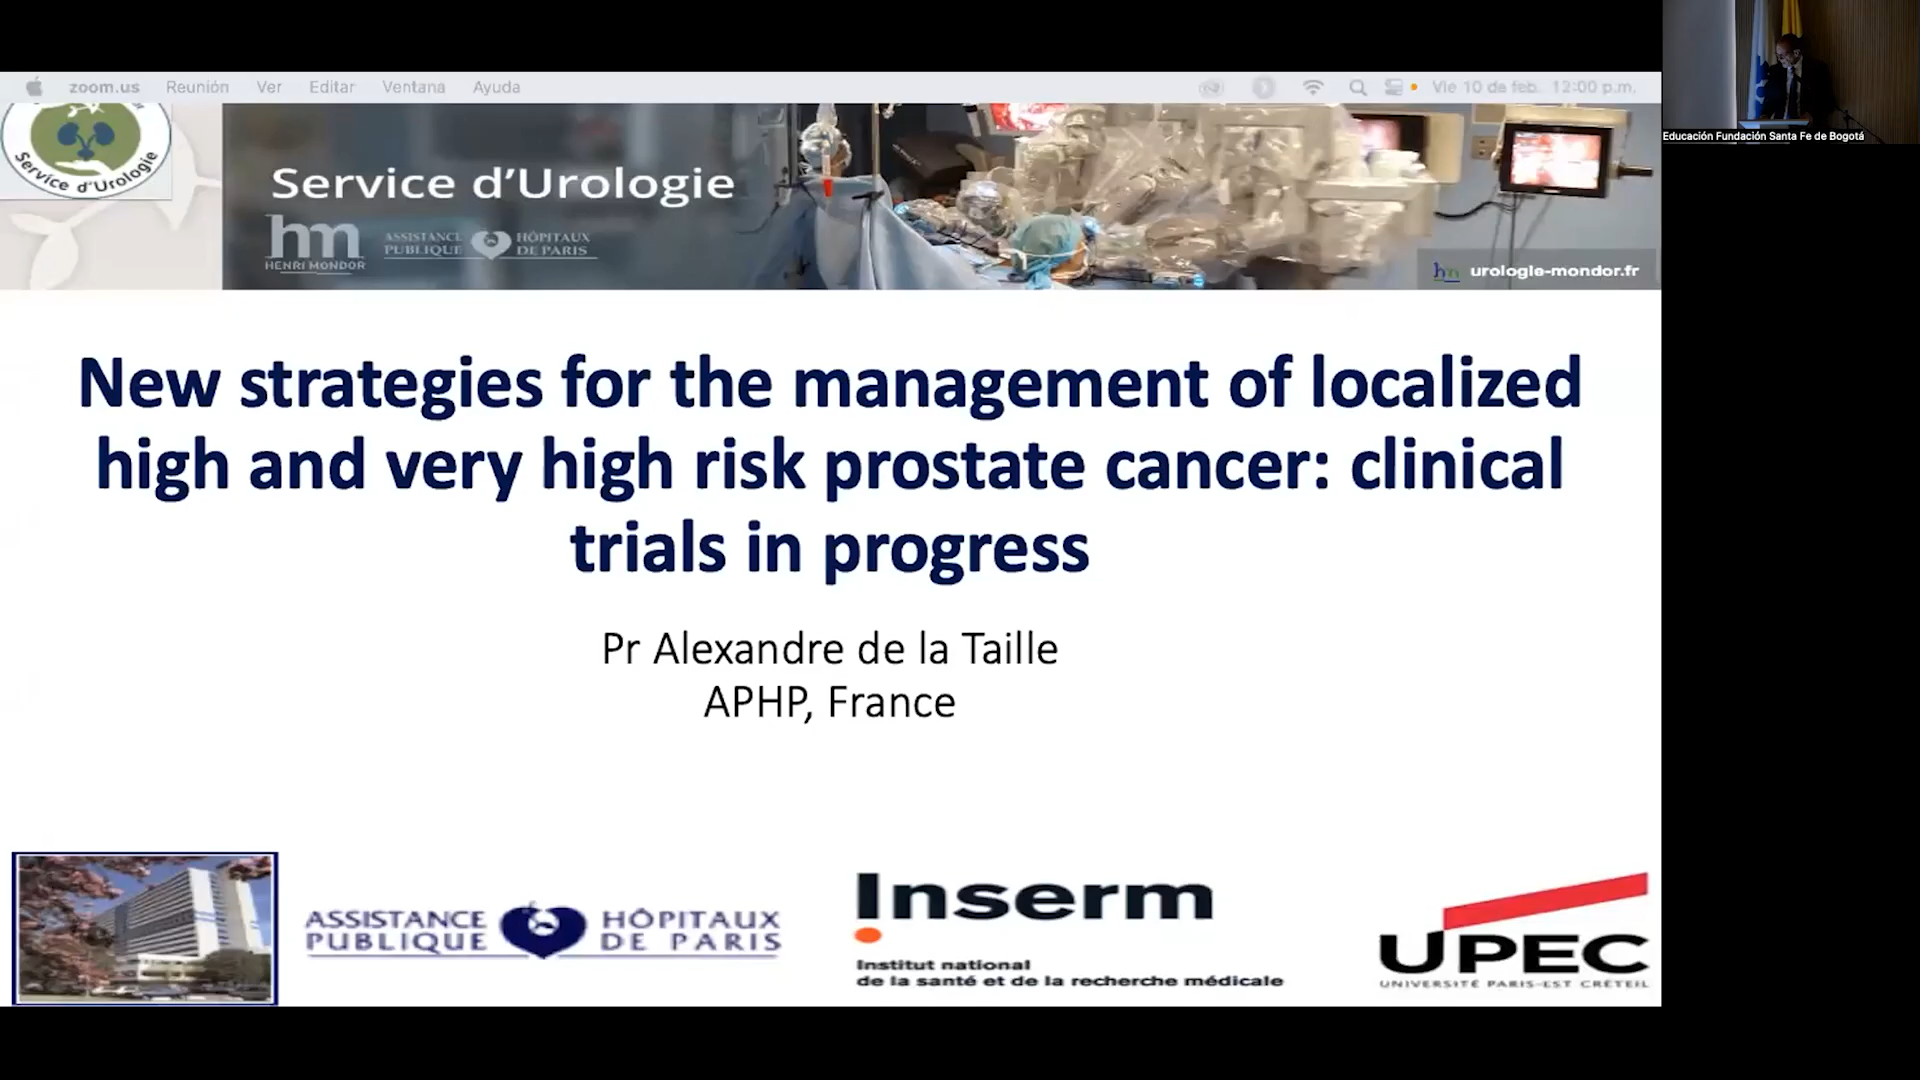 zoom.us Reunión Ver Editar Ventana Ayuda Vie 10 de feb. 12:00 p.m.
Educación Fundación Santa Fe de Bogotá
Service d'Urologie
Service d'Urologie
hm
HENRI MONDOR
ASSISTANCE HÔPITAUX
PUBLIQUE DE PARIS
urologie-mondor.fr
New strategies for the management of localized
high and very high risk prostate cancer: clinical
trials in progress
Pr Alexandre de la Taille
APHP, France
ASSISTANCE HÔPITAUX
PUBLIQUE DE PARIS
Inserm
Institut national
de la santé et de la recherche médicale
UPEC
UNIVERSITÉ PARIS-EST CRÉTEIL